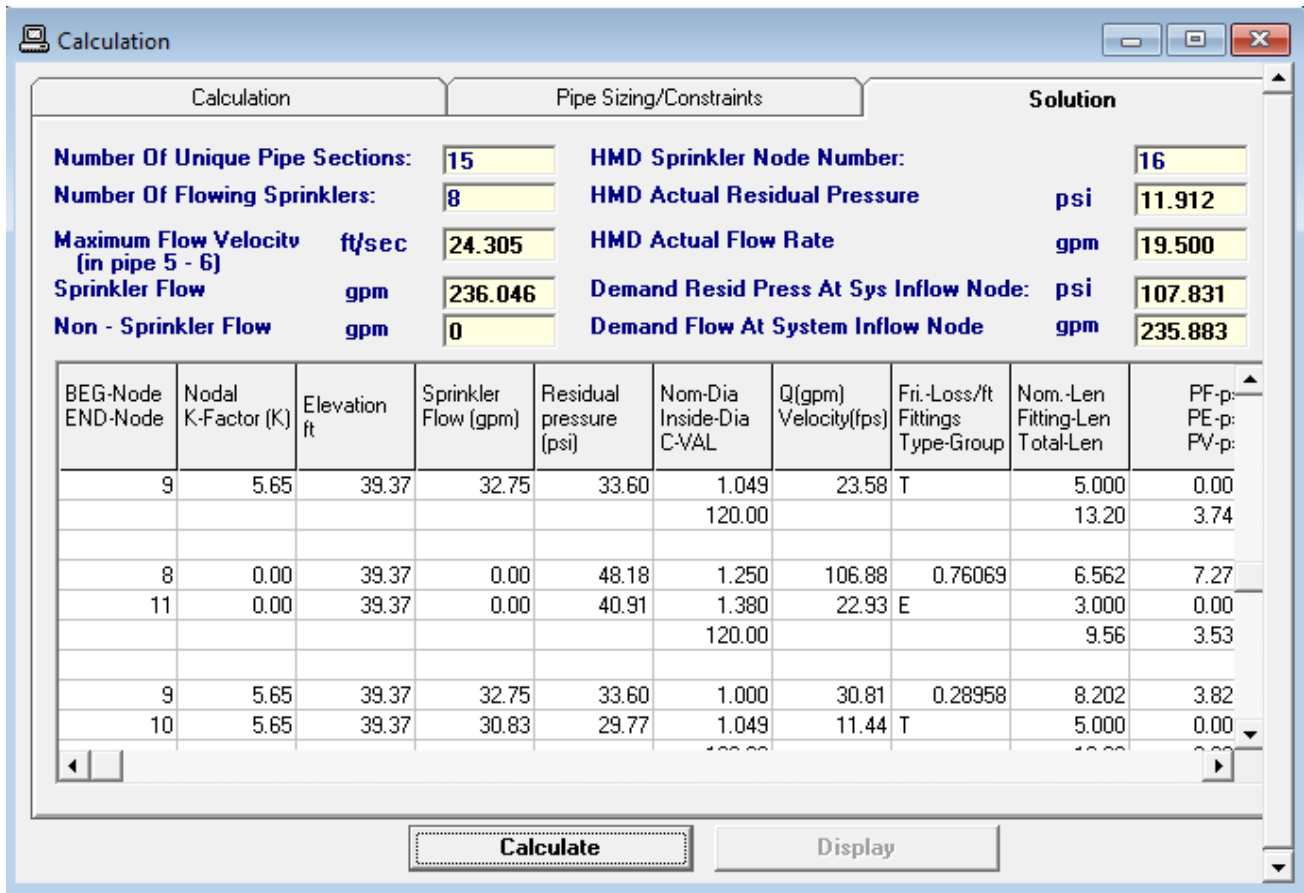 Calculation
Calculation Pipe Sizing/Constraints Solution
Number Of Unique Pipe Sections: 15 HMD Sprinkler Node Number: 16
Number Of Flowing Sprinklers: 8 HMD Actual Residual Pressure psi 11.912
Maximum Flow Velocity ft/sec 24.305 HMD Actual Flow Rate gpm 19.500
(in pipe 5 - 6)
Sprinkler Flow gpm 236.046 Demand Resid Press At Sys Inflow Node: psi 107.831
Non - Sprinkler Flow gpm 0 Demand Flow At System Inflow Node gpm 235.883
BEG-Node Nodal Elevation Sprinkler Residual Nom-Dia Q(gpm) Fri.-Loss/ft Nom.-Len PF-p
END-Node K-Factor (K) ft Flow (gpm) pressure Inside-Dia Velocity(fps) Fittings Fitting-Len PE-p
(psi) C-VAL Type-Group Total-Len PV-p
9 5.65 39.37 32.75 33.60 1.049 23.58 T 5.000 0.00
120.00 13.20 3.74
8 0.00 39.37 0.00 48.18 1.250 106.88 0.76069 6.562 7.27
11 0.00 39.37 0.00 40.91 1.380 22.93 E 3.000 0.00
120.00 9.56 3.53
9 5.65 39.37 32.75 33.60 1.000 30.81 0.28958 8.202 3.82
10 5.65 39.37 30.83 29.77 1.049 11.44 T 5.000 0.00
Calculate Display